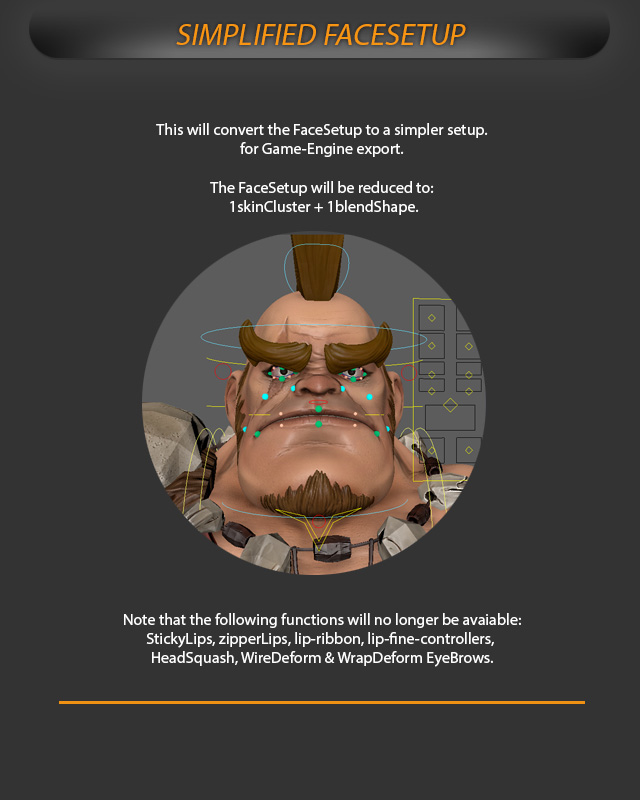 SIMPLIFIED FACESETUP
This will convert the FaceSetup to a simpler setup.
for Game-Engine export.
The FaceSetup will be reduced to:
1skinCluster + 1blendShape.
Note that the following functions will no longer be avaiable:
StickyLips, zipperLips, lip-ribbon, lip-fine-controllers,
HeadSquash, WireDeform & WrapDeform EyeBrows.